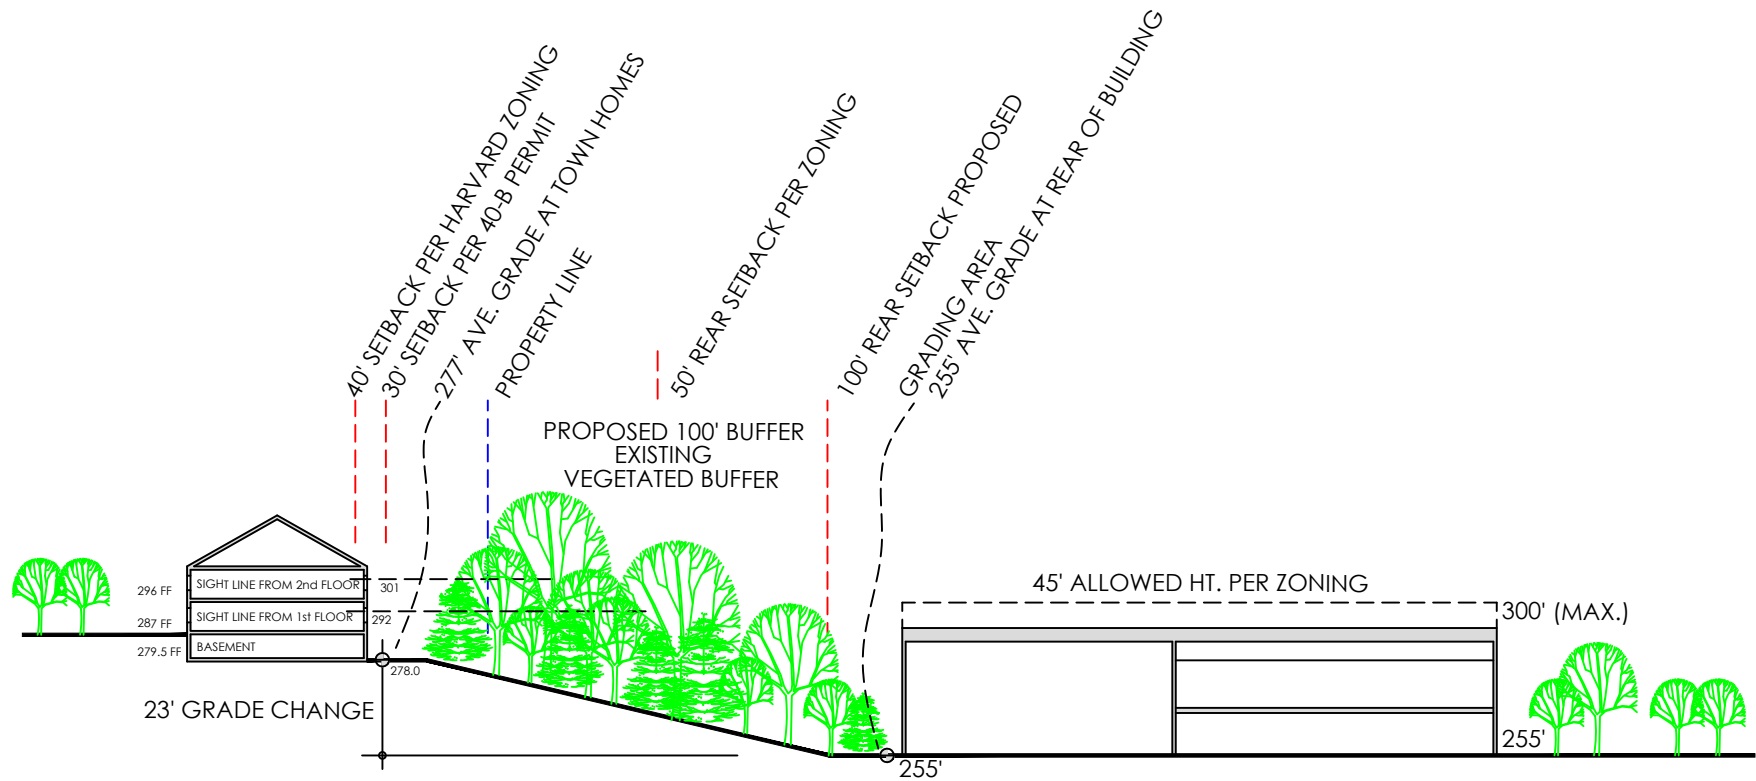 40' SETBACK PER HARVARD ZONING
30' SETBACK PER 40-B PERMIT
277' AVE. GRADE AT TOWN HOMES
PROPERTY LINE
50' REAR SETBACK PER ZONING
100' REAR SETBACK PROPOSED
GRADING AREA
255' AVE. GRADE AT REAR OF BUILDING
PROPOSED 100' BUFFER
EXISTING
VEGETATED BUFFER
296 FF
SIGHT LINE FROM 2nd FLOOR
301
287 FF
SIGHT LINE FROM 1st FLOOR
292
279.5 FF
BASEMENT
278.0
23' GRADE CHANGE
45' ALLOWED HT. PER ZONING
300' (MAX.)
255'
255'